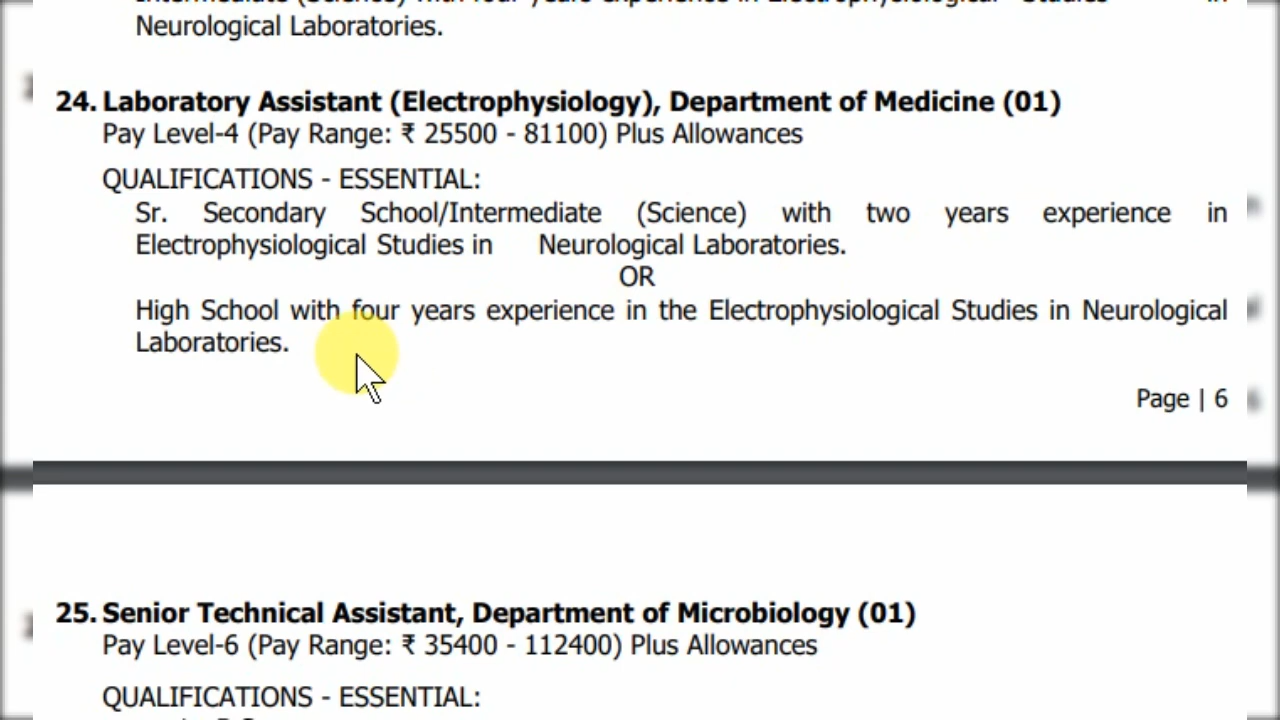 Neurological Laboratories.
24. Laboratory Assistant (Electrophysiology), Department of Medicine (01)
Pay Level-4 (Pay Range: ₹ 25500 - 81100) Plus Allowances
QUALIFICATIONS - ESSENTIAL:
Sr. Secondary School/Intermediate (Science) with two years experience in
Electrophysiological Studies in Neurological Laboratories.
OR
High School with four years experience in the Electrophysiological Studies in Neurological
Laboratories.
Page | 6
25. Senior Technical Assistant, Department of Microbiology (01)
Pay Level-6 (Pay Range: ₹ 35400 - 112400) Plus Allowances
QUALIFICATIONS - ESSENTIAL: